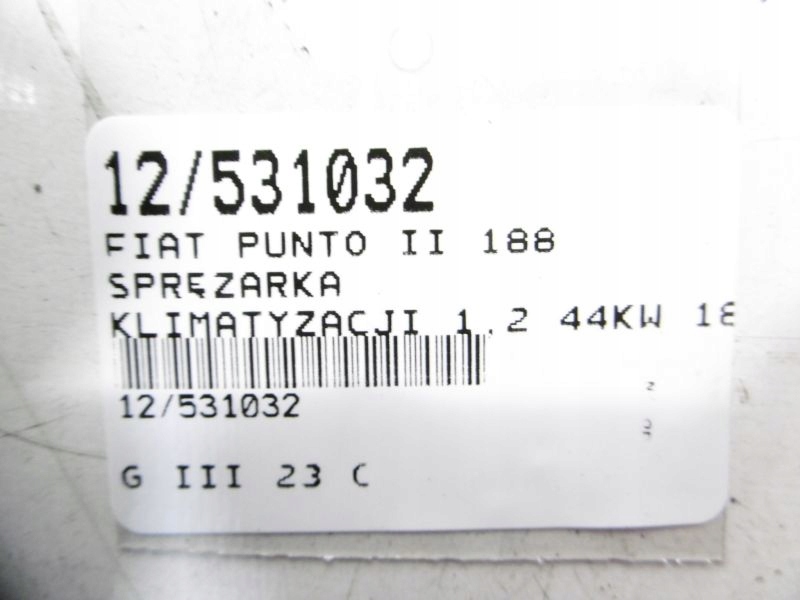 12/531032
FIAT PUNTO II 188
SPRĘZARKA
KLIMATYZACJI 1.2 44KW 18
12/531032
G III 23 C